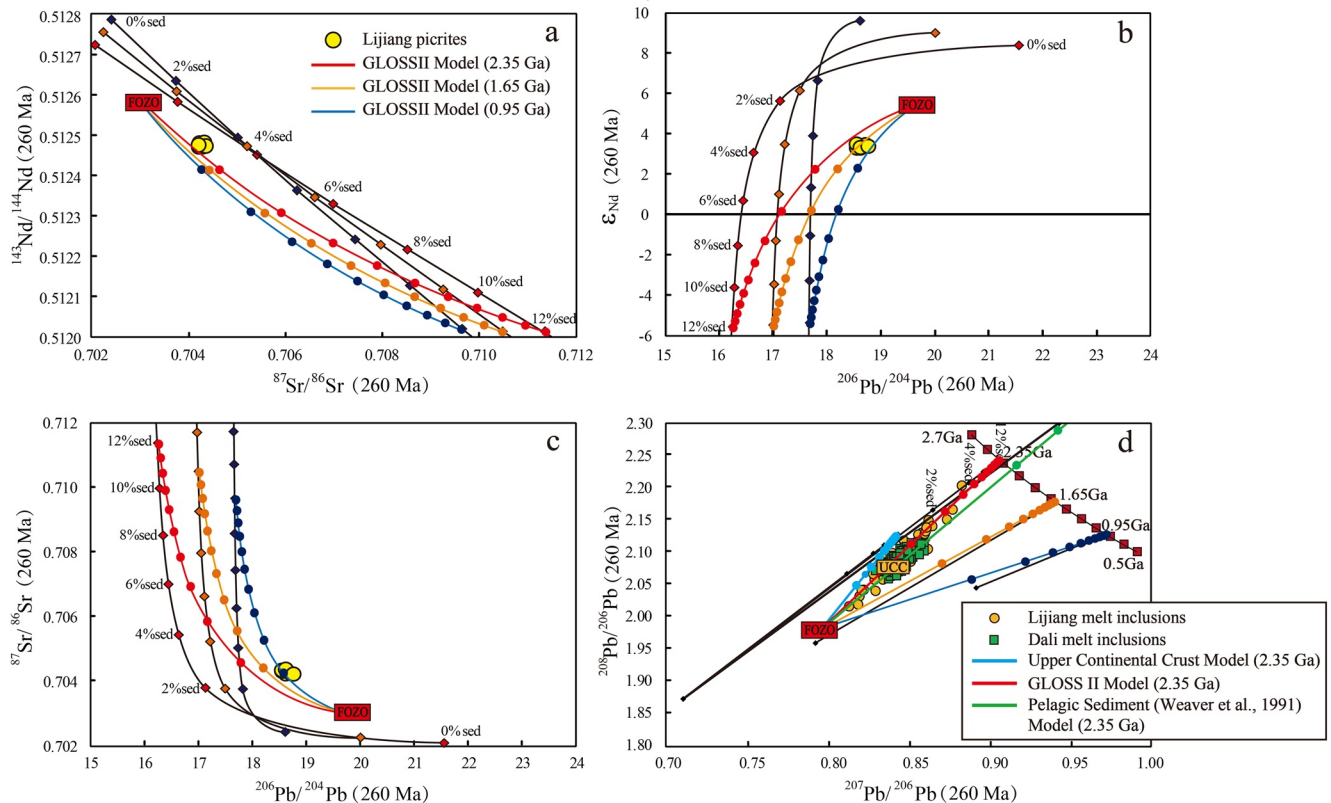 a
0.5128
0.5127
0.5126
0.5125
0.5124
0.5123
0.5122
0.5121
0.5120
¹⁴³Nd/¹⁴⁴Nd (260 Ma)
0%sed
2%sed
4%sed
6%sed
8%sed
10%sed
12%sed
FOZO
Lijiang picrites
GLOSSII Model (2.35 Ga)
GLOSSII Model (1.65 Ga)
GLOSSII Model (0.95 Ga)
0.702
0.704
0.706
0.708
0.710
0.712
⁸⁷Sr/⁸⁶Sr (260 Ma)
b
10
8
6
4
2
0
-2
-4
-6
εNd (260 Ma)
0%sed
2%sed
4%sed
6%sed
8%sed
10%sed
12%sed
FOZO
15
16
17
18
19
20
21
22
23
24
²⁰⁶Pb/²⁰⁴Pb (260 Ma)
c
0.712
0.710
0.708
0.706
0.704
0.702
⁸⁷Sr/⁸⁶Sr (260 Ma)
12%sed
10%sed
8%sed
6%sed
4%sed
2%sed
0%sed
FOZO
15
16
17
18
19
20
21
22
23
24
²⁰⁶Pb/²⁰⁴Pb (260 Ma)
d
2.30
2.25
2.20
2.15
2.10
2.05
2.00
1.95
1.90
1.85
1.80
²⁰⁸Pb/²⁰⁶Pb (260 Ma)
2.7Ga
2.35Ga
1.65Ga
0.95Ga
0.5Ga
2%sed
4%sed
UCC
FOZO
Lijiang melt inclusions
Dali melt inclusions
Upper Continental Crust Model (2.35 Ga)
GLOSS II Model (2.35 Ga)
Pelagic Sediment (Weaver et al., 1991)
Model (2.35 Ga)
0.70
0.80
0.85
0.90
0.95
1.00
²⁰⁷Pb/²⁰⁶Pb (260 Ma)